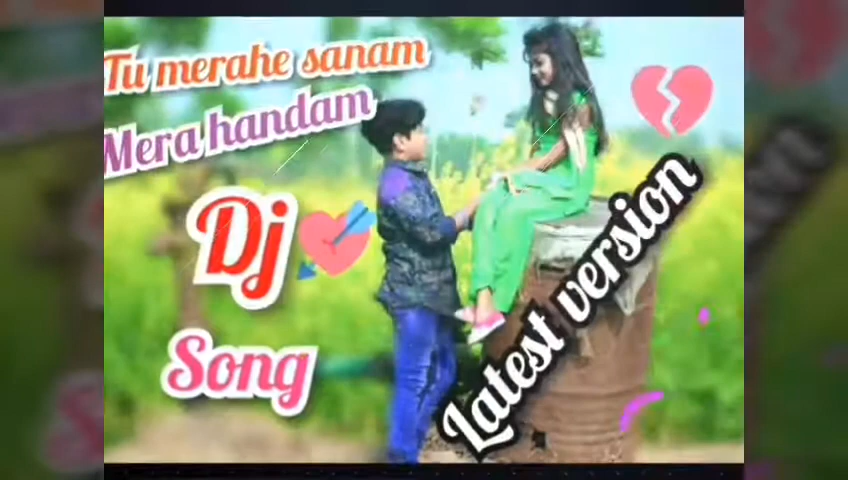 Tu merahe sanam
Mera handam
Dj
Song
Latest version